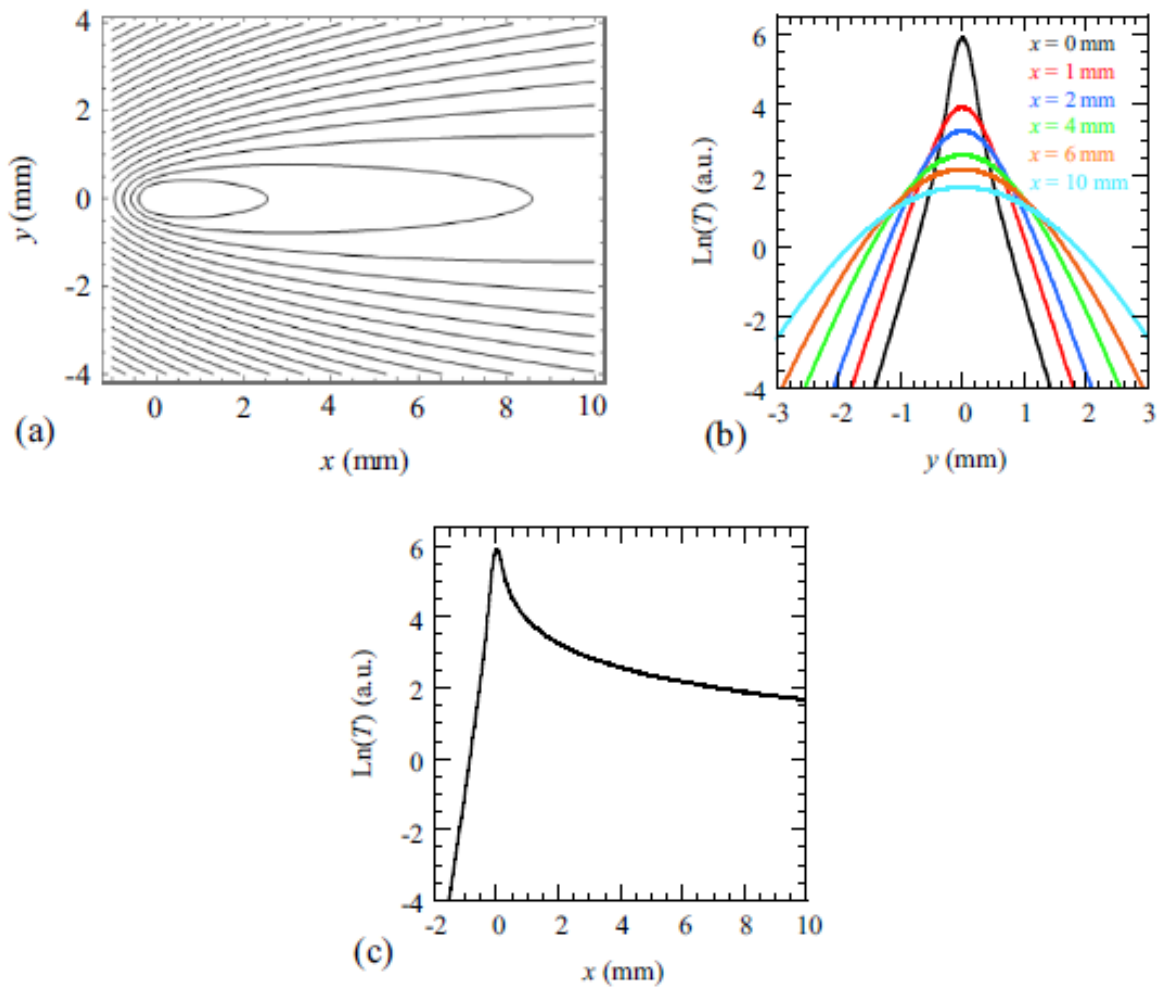 4
2
0
-2
-4
y (mm)
0 2 4 6 8 10
x (mm)
(a)
6
4
2
0
-2
-4
Ln(T) (a.u.)
x = 0 mm
x = 1 mm
x = 2 mm
x = 4 mm
x = 6 mm
x = 10 mm
-3 -2 -1 0 1 2 3
y (mm)
(b)
6
4
2
0
-2
-4
Ln(T) (a.u.)
-2 0 2 4 6 8 10
x (mm)
(c)